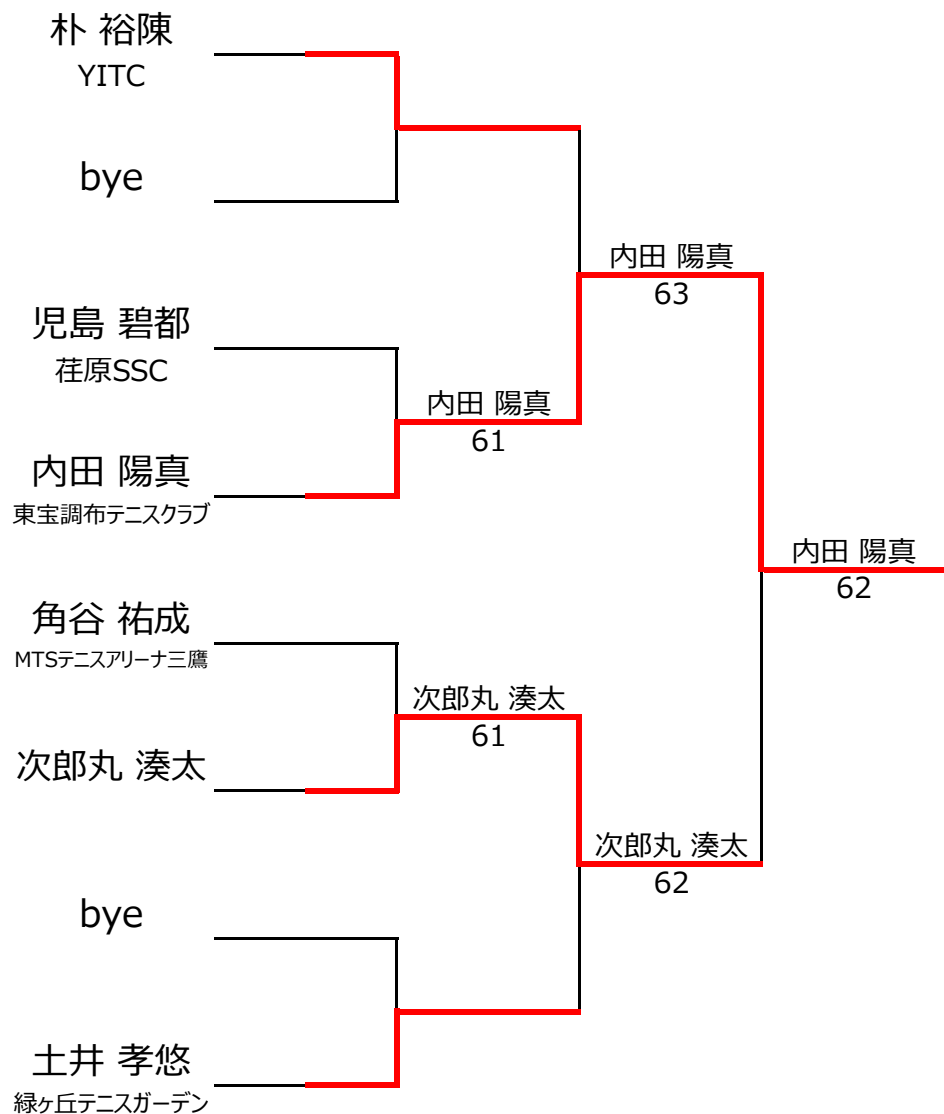 朴 裕陳
YITC
bye
児島 碧都
荏原SSC
内田 陽真
東宝調布テニスクラブ
角谷 祐成
MTSテニスアリーナ三鷹
次郎丸 湊太
bye
土井 孝悠
緑ヶ丘テニスガーデン
内田 陽真
61
次郎丸 湊太
61
内田 陽真
63
次郎丸 湊太
62
内田 陽真
62